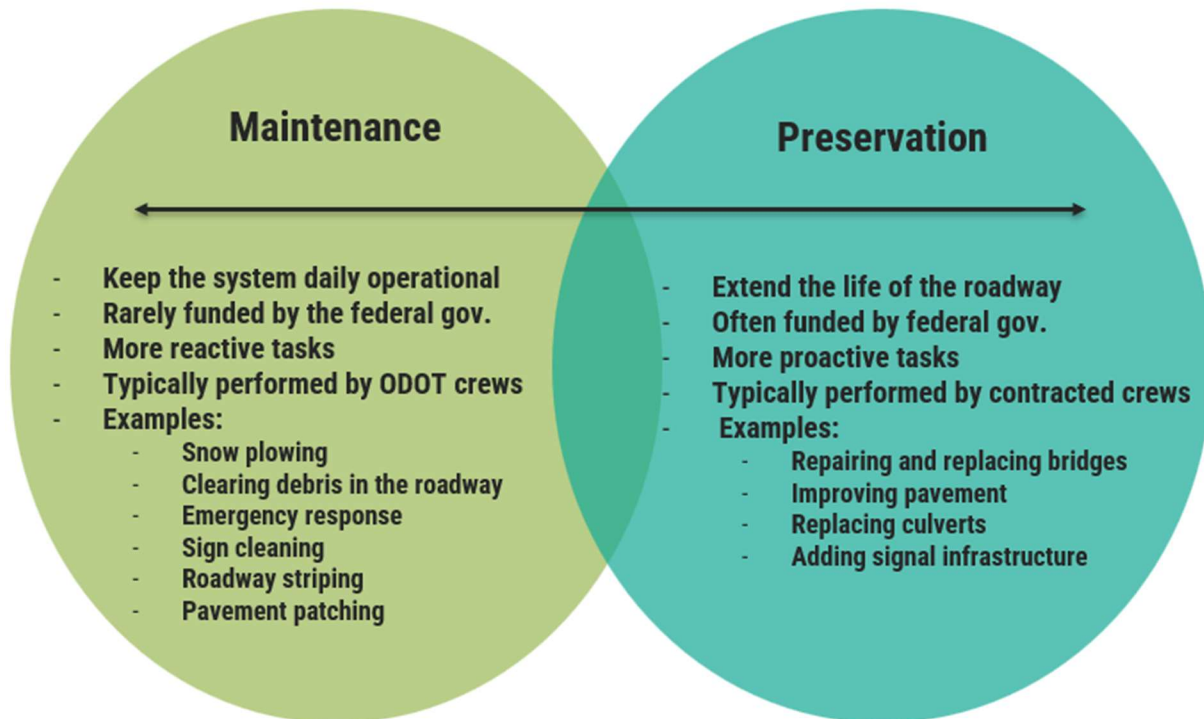 Maintenance
- Keep the system daily operational
- Rarely funded by the federal gov.
- More reactive tasks
- Typically performed by ODOT crews
- Examples:
- Snow plowing
- Clearing debris in the roadway
- Emergency response
- Sign cleaning
- Roadway striping
- Pavement patching
Preservation
- Extend the life of the roadway
- Often funded by federal gov.
- More proactive tasks
- Typically performed by contracted crews
- Examples:
- Repairing and replacing bridges
- Improving pavement
- Replacing culverts
- Adding signal infrastructure